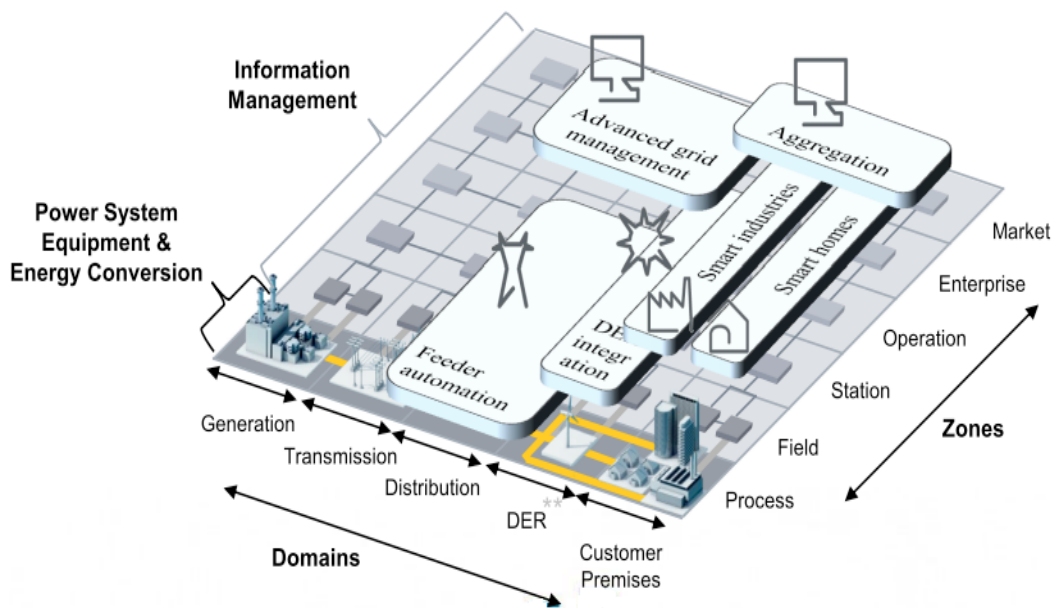 Information
Management
Power System
Equipment &
Energy Conversion
Advanced grid
management
Aggregation
Smart industries
Smart homes
Feeder
automation
integr
ation
Market
Enterprise
Operation
Station
Field
Process
Zones
Generation
Transmission
Distribution
DER**
Customer
Premises
Domains